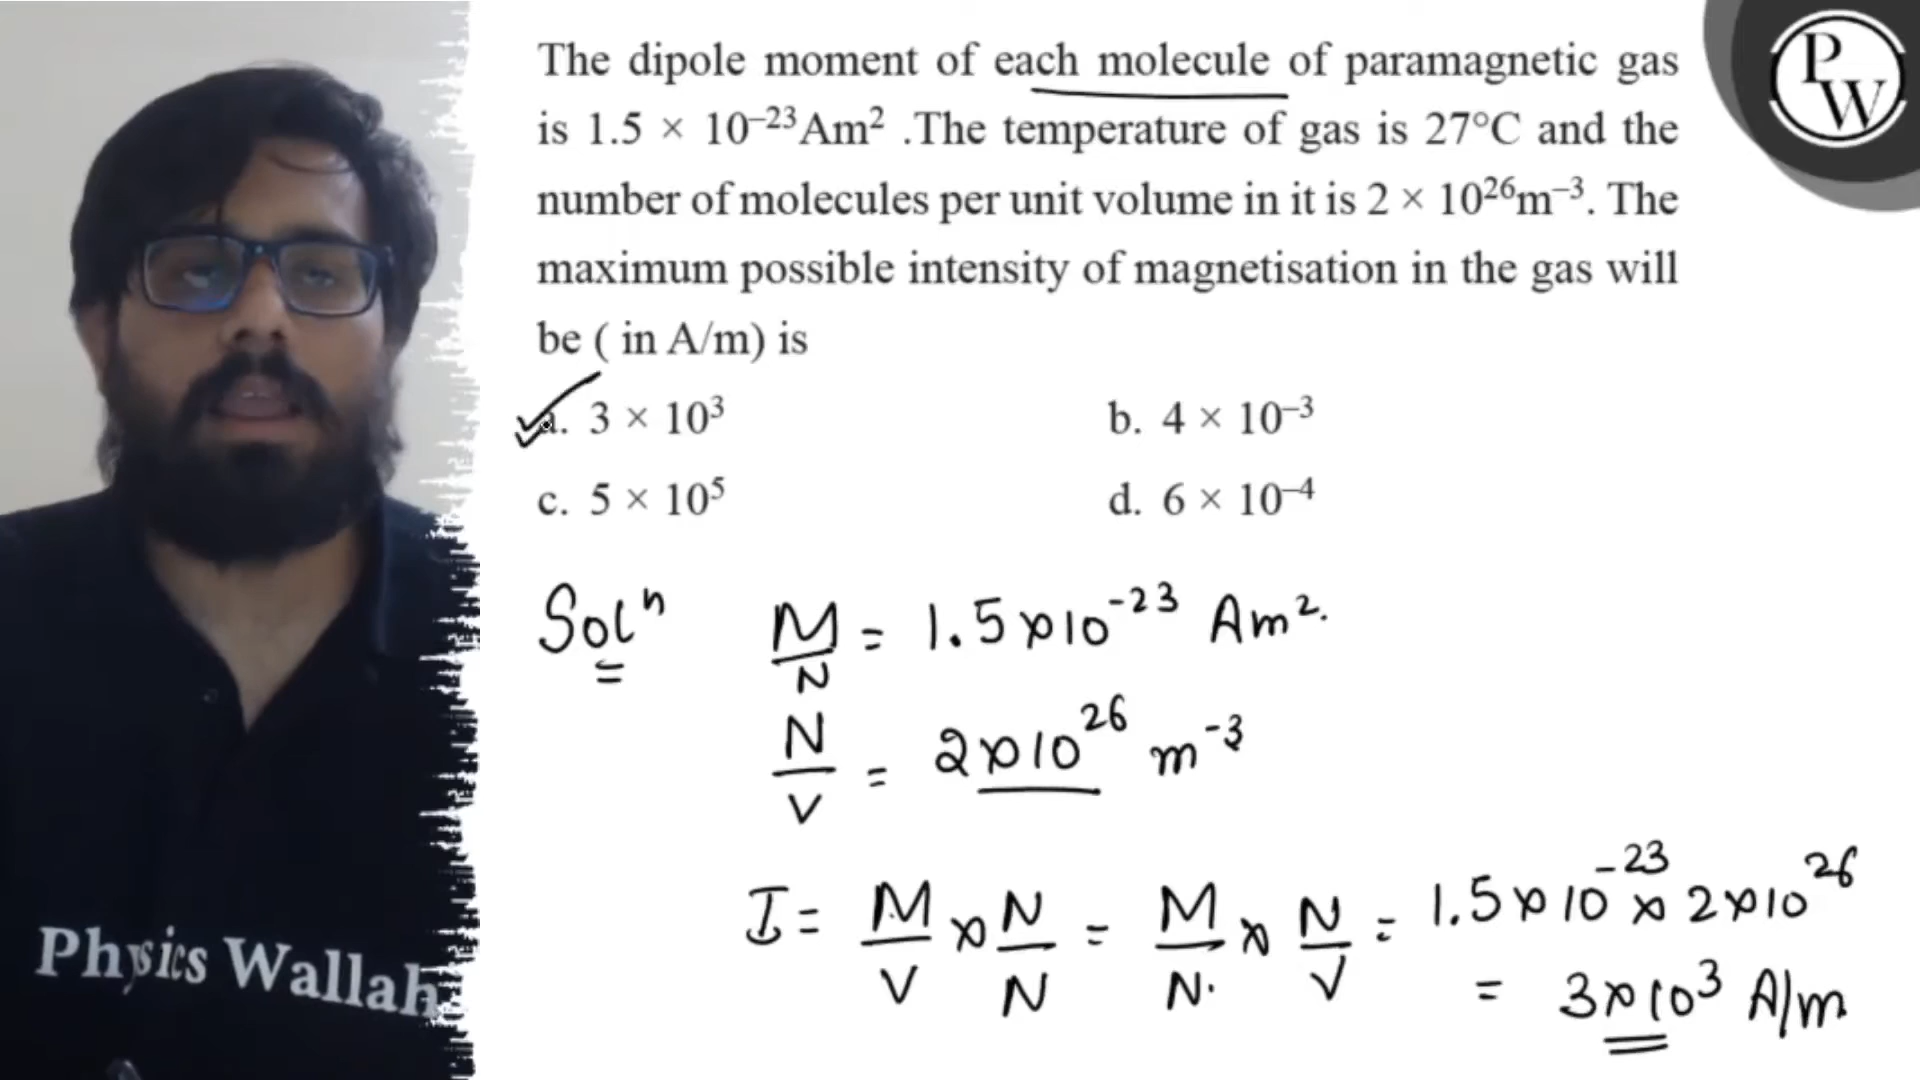 PW
The dipole moment of each molecule of paramagnetic gas
is 1.5 × 10⁻²³Am² .The temperature of gas is 27°C and the
number of molecules per unit volume in it is 2 × 10²⁶m⁻³. The
maximum possible intensity of magnetisation in the gas will
be ( in A/m) is
a. 3 × 10³ b. 4 × 10⁻³
c. 5 × 10⁵ d. 6 × 10⁻⁴
Solⁿ M/N = 1.5×10⁻²³ Am².
N/V = 2×10²⁶ m⁻³
I = M/V × N/N = M/N. × N/V = 1.5×10⁻²³ × 2×10²⁶
= 3×10³ A/m
Physics Wallah